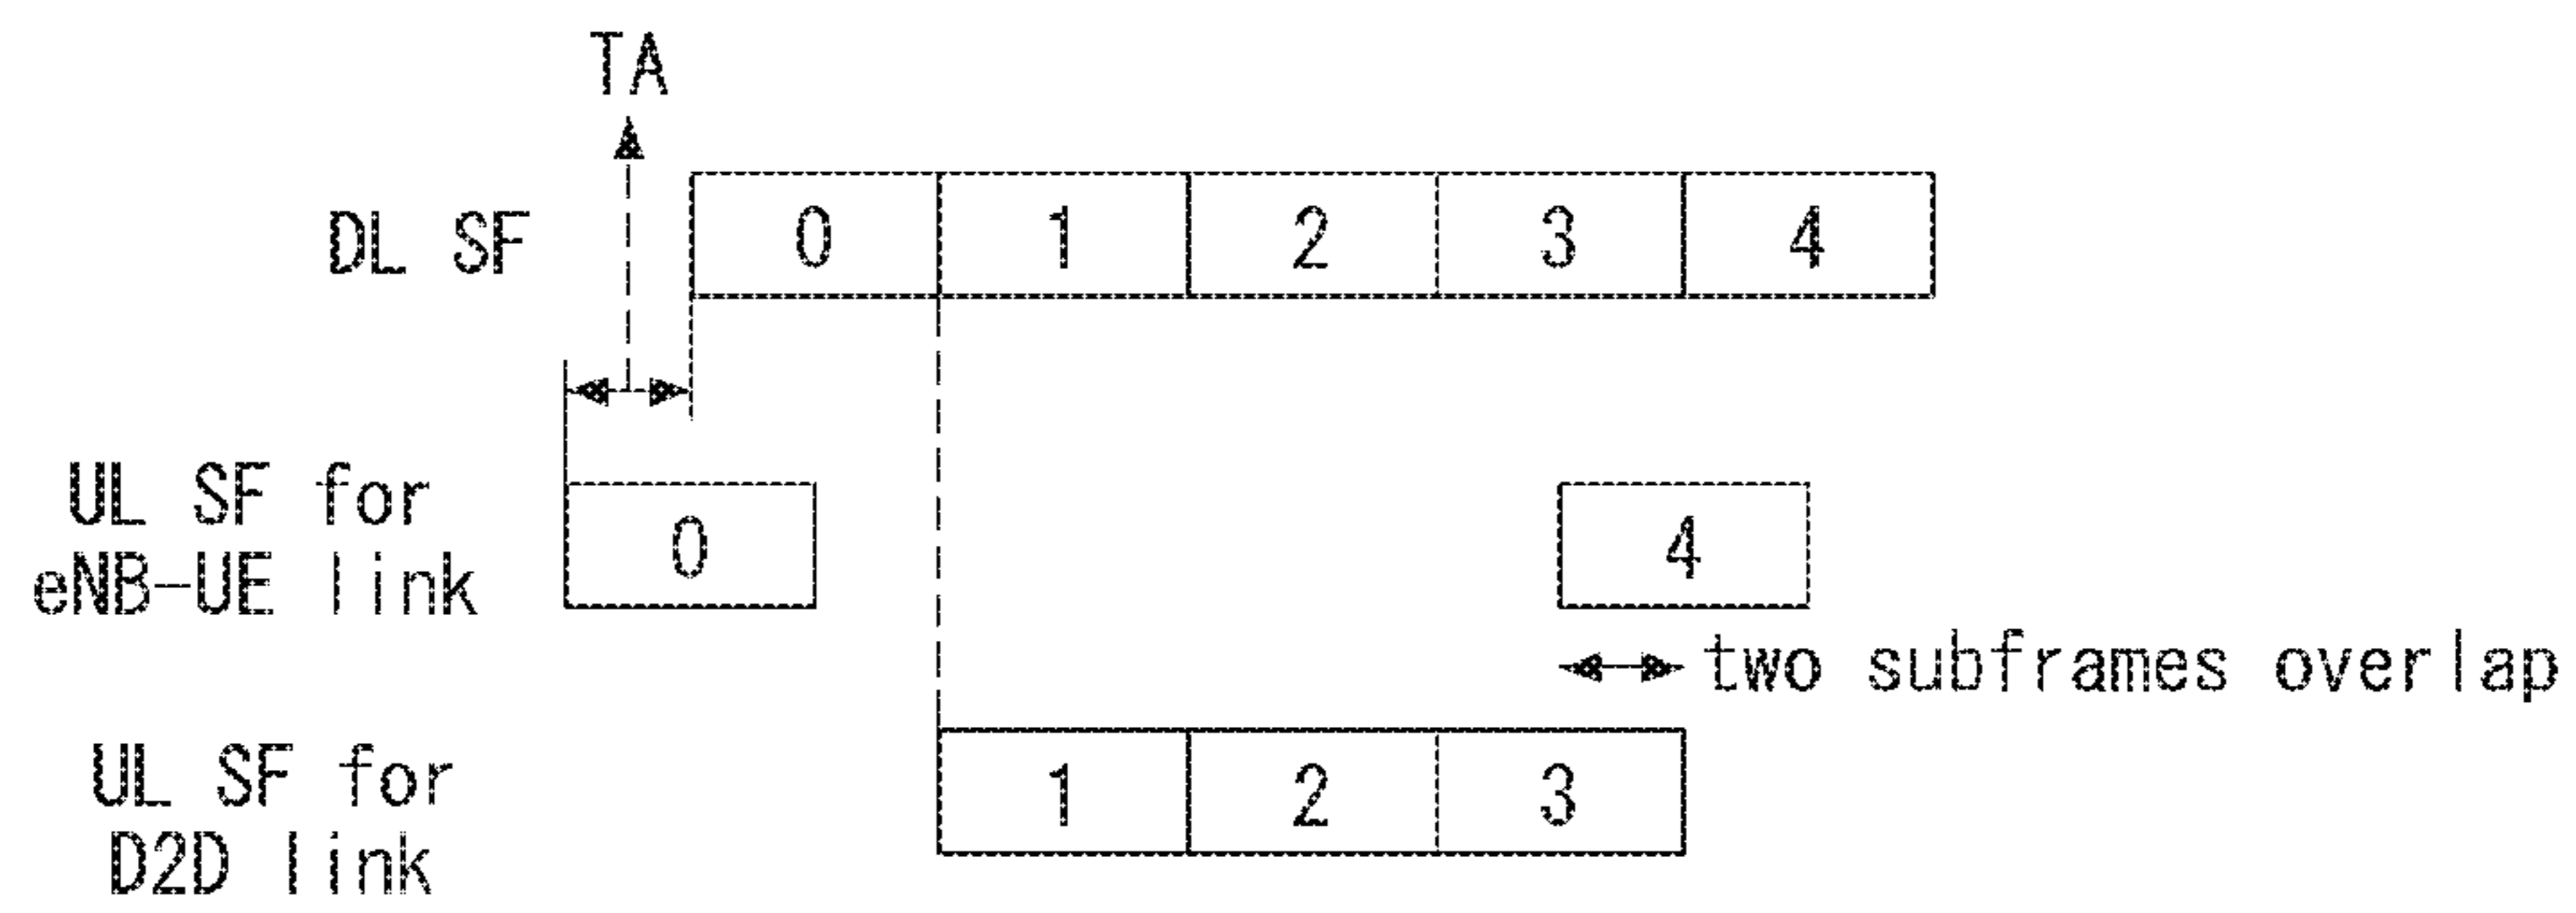 TA
DL SF 0 1 2 3 4
UL SF for
eNB-UE link
0 4
two subframes overlap
UL SF for
D2D link
1 2 3